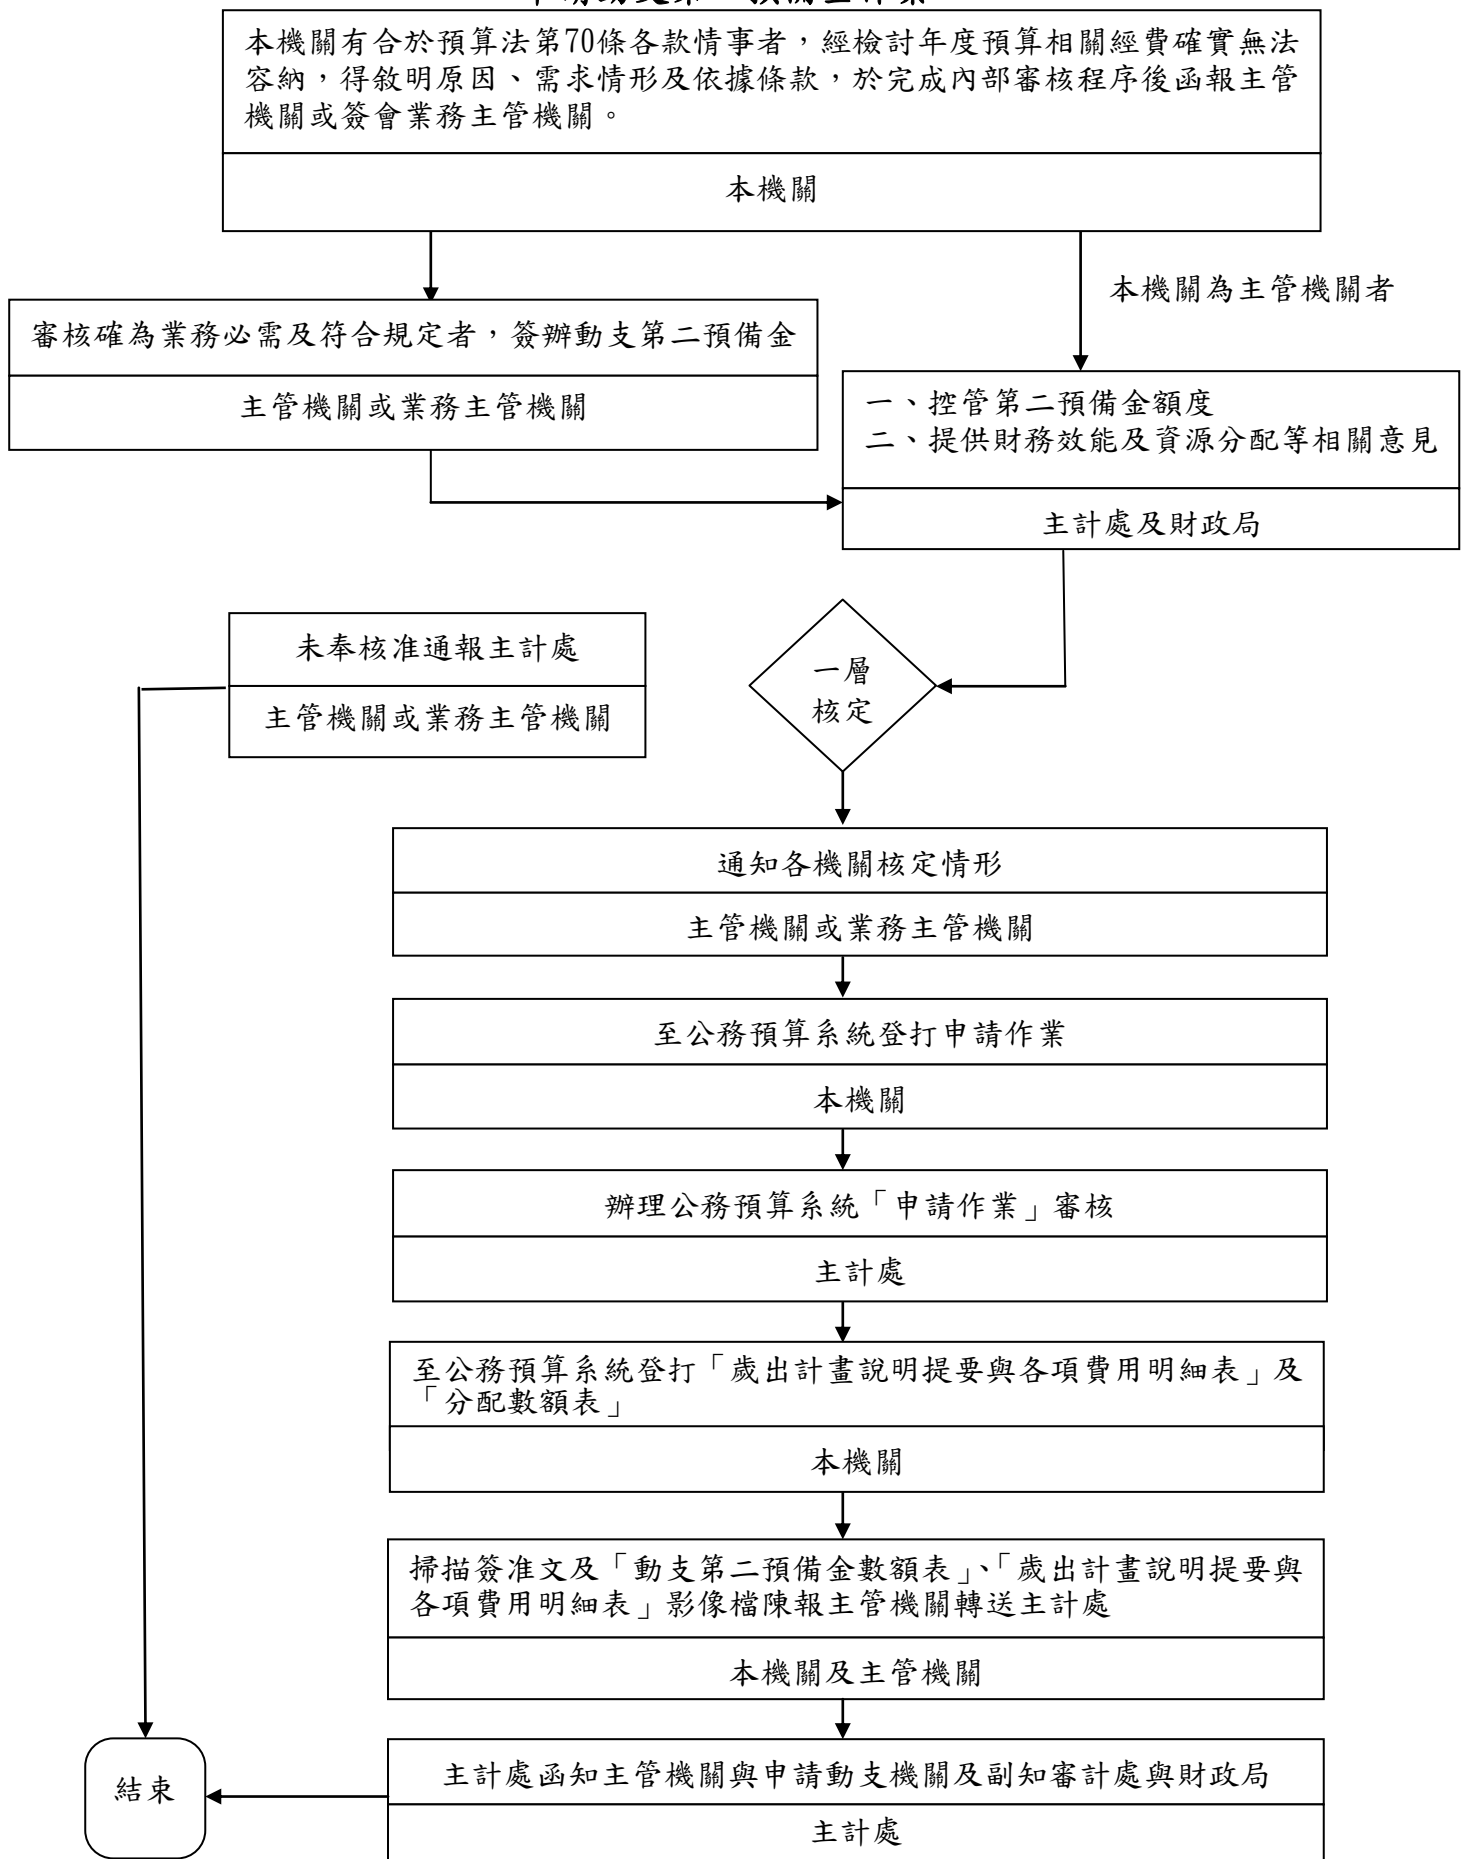 本機關有合於預算法第70條各款情事者，經檢討年度預算相關經費確實無法
容納，得敘明原因、需求情形及依據條款，於完成內部審核程序後函報主管
機關或簽會業務主管機關。
本機關
本機關為主管機關者
審核確為業務必需及符合規定者，簽辦動支第二預備金
主管機關或業務主管機關
一、控管第二預備金額度
二、提供財務效能及資源分配等相關意見
主計處及財政局
未奉核准通報主計處
主管機關或業務主管機關
一層
核定
通知各機關核定情形
主管機關或業務主管機關
至公務預算系統登打申請作業
本機關
辦理公務預算系統「申請作業」審核
主計處
至公務預算系統登打「歲出計畫說明提要與各項費用明細表」及
「分配數額表」
本機關
掃描簽准文及「動支第二預備金數額表」、「歲出計畫說明提要與
各項費用明細表」影像檔陳報主管機關轉送主計處
本機關及主管機關
主計處函知主管機關與申請動支機關及副知審計處與財政局
主計處
結束